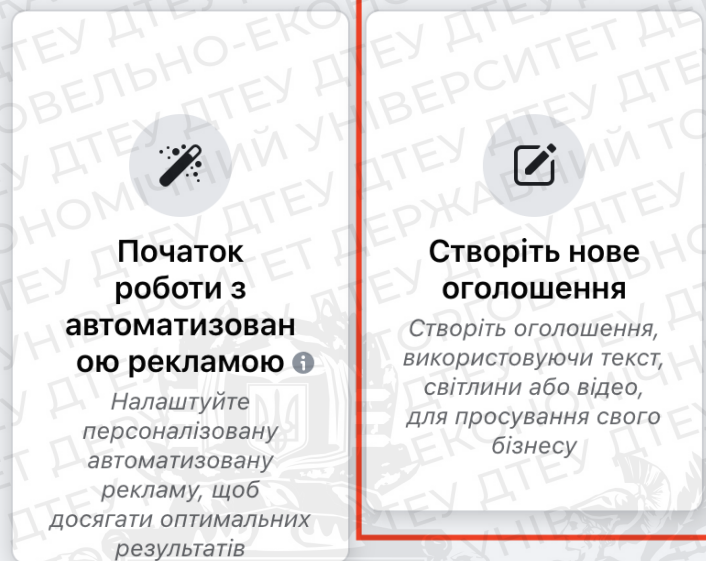 Початок
роботи з
автоматизован
ою рекламою
Налаштуйте
персоналізовану
автоматизовану
рекламу, щоб
досягати оптимальних
результатів
Створіть нове
оголошення
Створіть оголошення,
використовуючи текст,
світлини або відео,
для просування свого
бізнесу